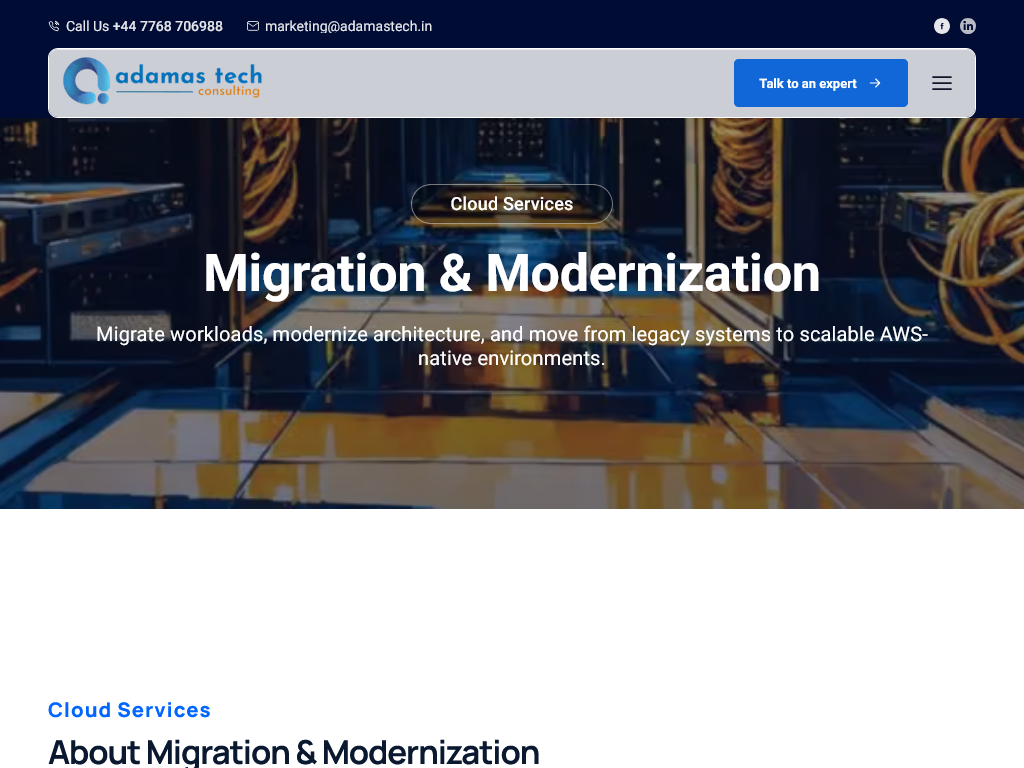 Call Us +44 7768 706988
marketing@adamastech.in
adamas tech
consulting
Talk to an expert
Cloud Services
Migration & Modernization
Migrate workloads, modernize architecture, and move from legacy systems to scalable AWS-
native environments.
Cloud Services
About Migration & Modernization